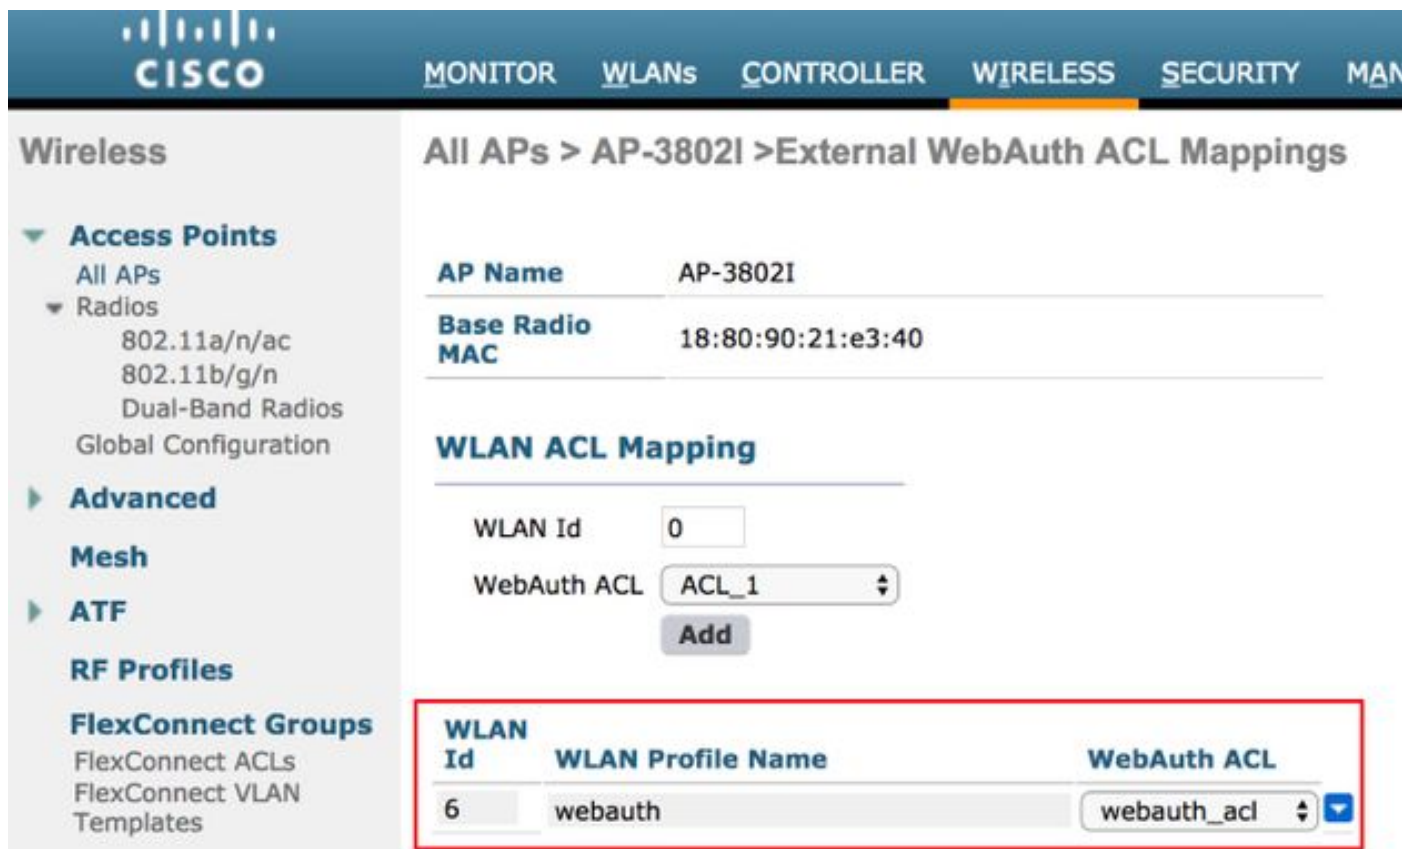 CISCO
MONITOR WLANs CONTROLLER WIRELESS SECURITY MAN
Wireless
Access Points
All APs
Radios
802.11a/n/ac
802.11b/g/n
Dual-Band Radios
Global Configuration
Advanced
Mesh
ATF
RF Profiles
FlexConnect Groups
FlexConnect ACLs
FlexConnect VLAN
Templates
All APs > AP-3802I >External WebAuth ACL Mappings
AP Name AP-3802I
Base Radio
MAC 18:80:90:21:e3:40
WLAN ACL Mapping
WLAN Id 0
WebAuth ACL ACL_1
Add
WLAN
Id WLAN Profile Name WebAuth ACL
6 webauth webauth_acl